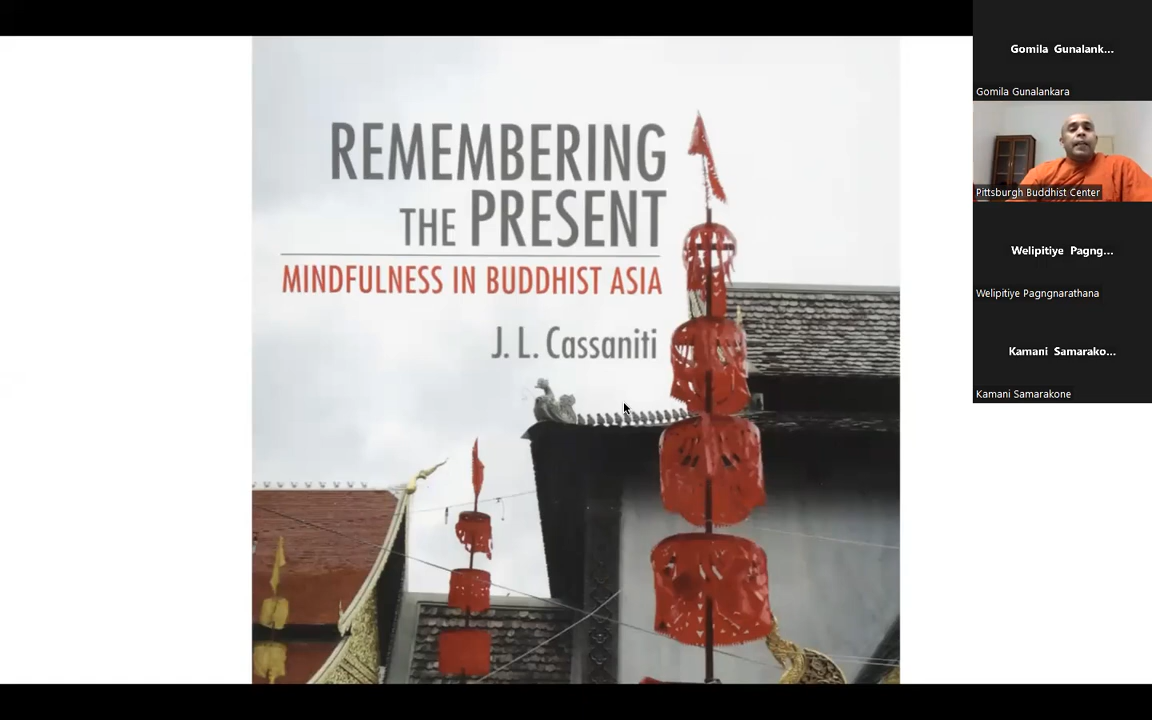 REMEMBERING
THE PRESENT
MINDFULNESS IN BUDDHIST ASIA
J. L. Cassaniti
Gomila Gunalank...
Gomila Gunalankara
Pittsburgh Buddhist Center
Welipitiye Pagng...
Welipitiye Pagngnarathana
Kamani Samarako...
Kamani Samarakone